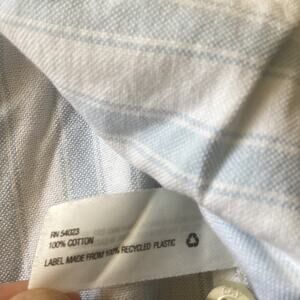 RN 54023
100% COTTON
LABEL MADE FROM 100% RECYCLED PLASTIC